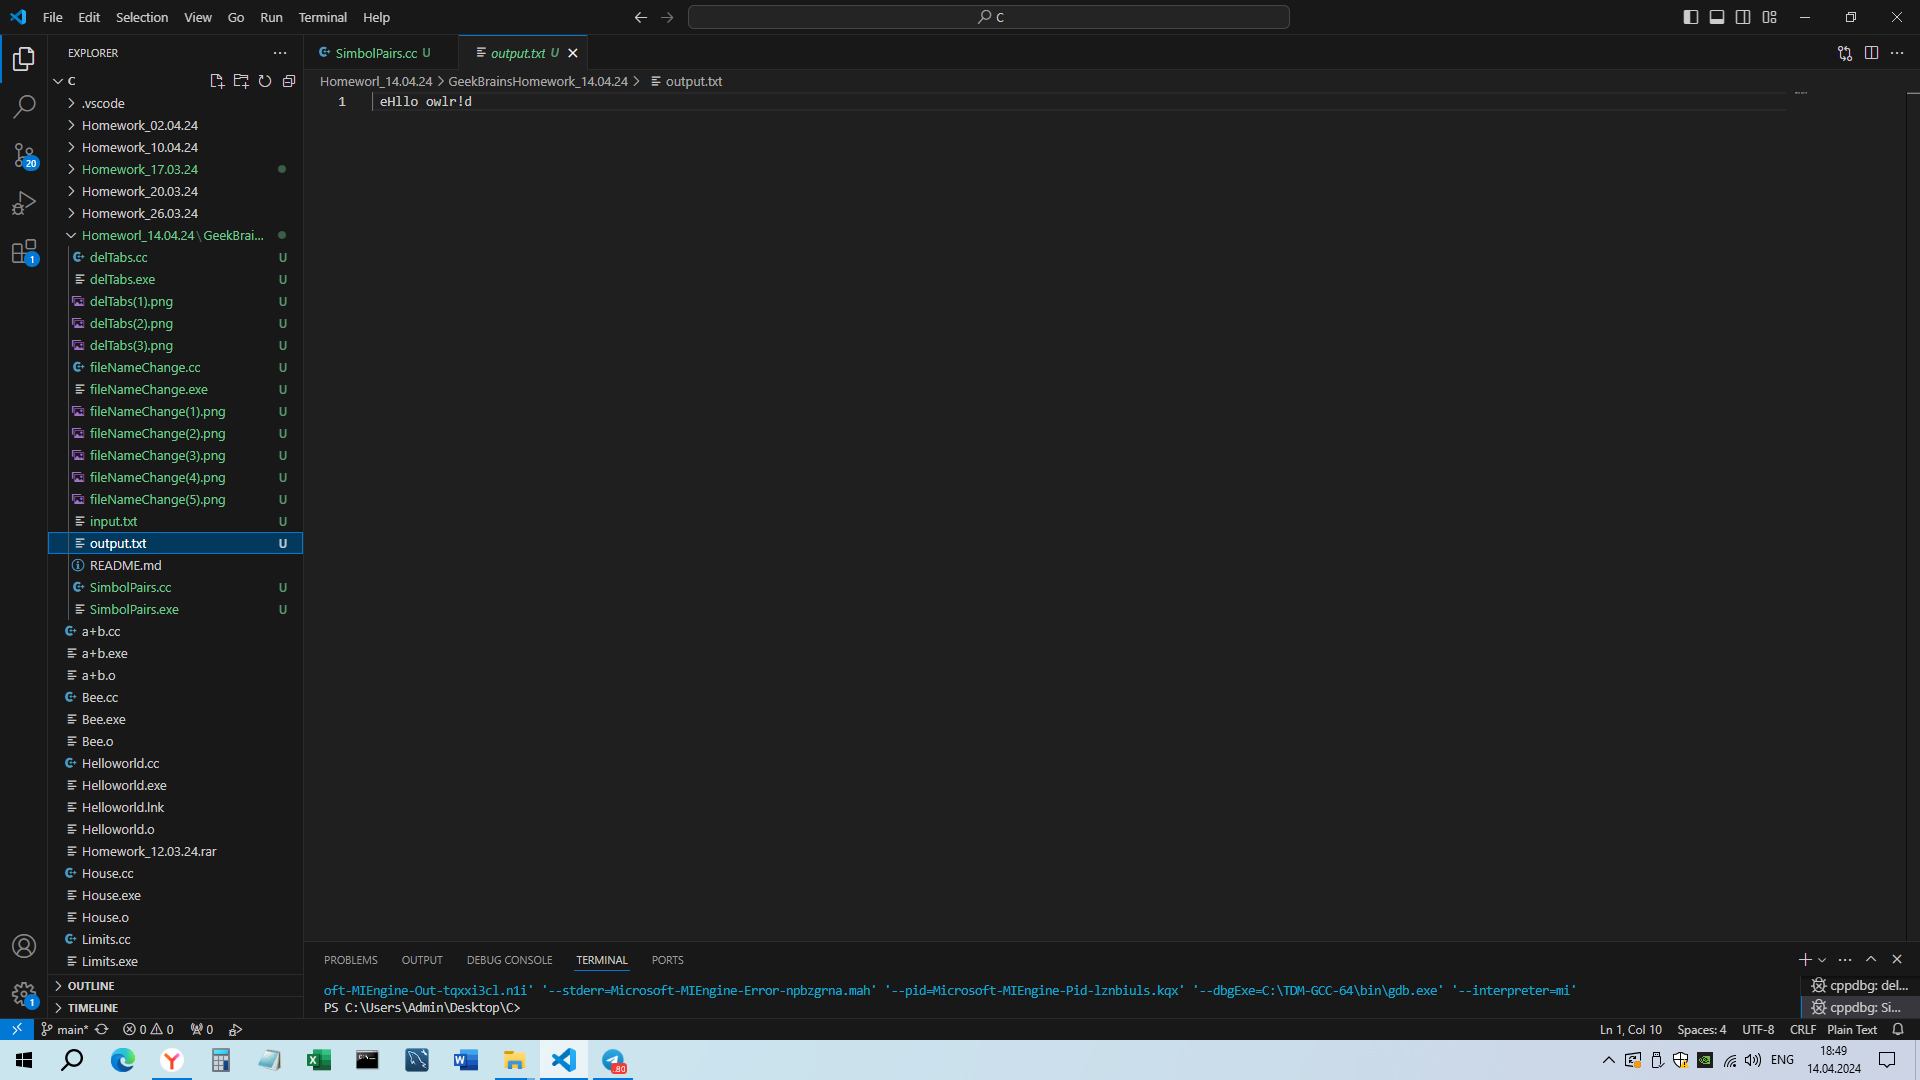 File Edit Selection View Go Run Terminal Help
C
EXPLORER
SimbolPairs.cc U
output.txt U
C
Homeworl_14.04.24 > GeekBrainsHomework_14.04.24 > output.txt
1 eHllo owlr!d
.vscode
Homework_02.04.24
Homework_10.04.24
Homework_17.03.24
Homework_20.03.24
Homework_26.03.24
Homeworl_14.04.24\GeekBrai...
delTabs.cc U
delTabs.exe U
delTabs(1).png U
delTabs(2).png U
delTabs(3).png U
fileNameChange.cc U
fileNameChange.exe U
fileNameChange(1).png U
fileNameChange(2).png U
fileNameChange(3).png U
fileNameChange(4).png U
fileNameChange(5).png U
input.txt U
output.txt U
README.md
SimbolPairs.cc U
SimbolPairs.exe U
a+b.cc
a+b.exe
a+b.o
Bee.cc
Bee.exe
Bee.o
Helloworld.cc
Helloworld.exe
Helloworld.lnk
Helloworld.o
Homework_12.03.24.rar
House.cc
House.exe
House.o
Limits.cc
Limits.exe
OUTLINE
TIMELINE
20
1
1
PROBLEMS OUTPUT DEBUG CONSOLE TERMINAL PORTS
oft-MIEngine-Out-tqxxi3cl.n1i' '--stderr=Microsoft-MIEngine-Error-npbzgrna.mah' '--pid=Microsoft-MIEngine-Pid-lznbiuls.kqx' '--dbgExe=C:\TDM-GCC-64\bin\gdb.exe' '--interpreter=mi'
PS C:\Users\Admin\Desktop\C>
cppdbg: del...
cppdbg: Si...
main* 0 0 0
Ln 1, Col 10 Spaces: 4 UTF-8 CRLF Plain Text
80
ENG
18:49
14.04.2024